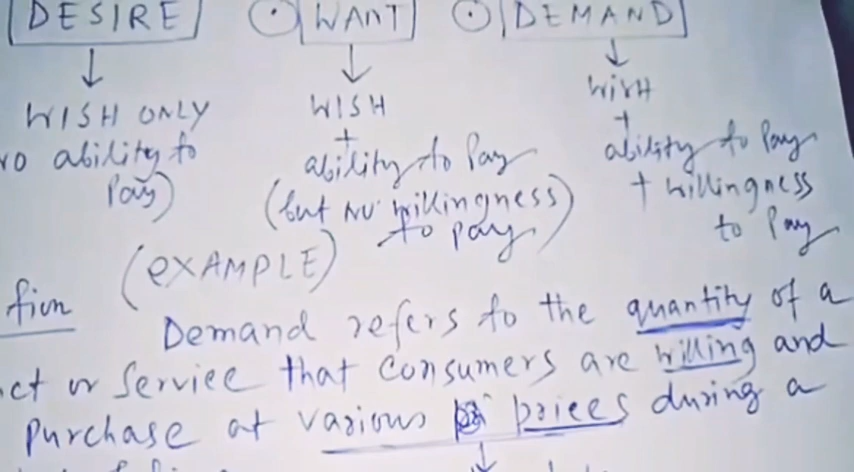 DESIRE WANT DEMAND
WISH ONLY WISH WISH
NO ability to + +
Pay) ability to Pay ability to Pay
(but NO willingness) + willingness
to pay to Pay
(EXAMPLE)
Demand refers to the quantity of a
or Service that consumers are willing and
purchase at various prices during a